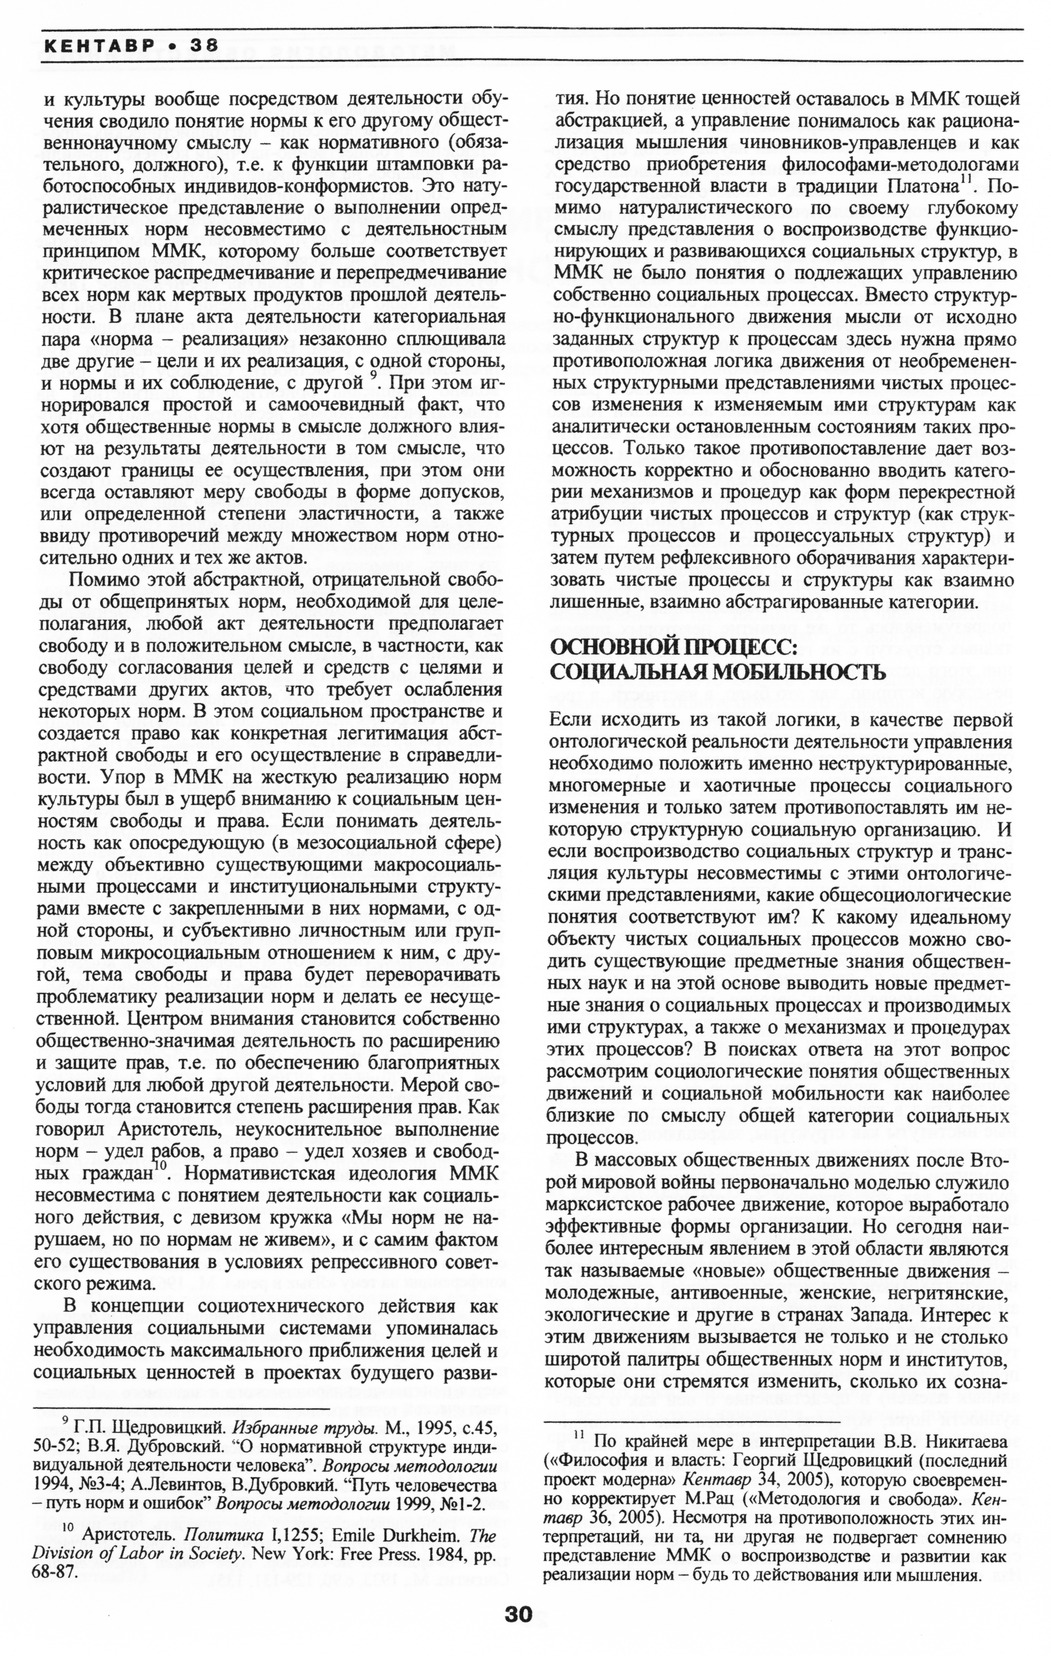 КЕНТАВР • 38
и культуры вообще посредством деятельности обу-
чения сводило понятие нормы к его другому общест-
веннонаучному смыслу – как нормативного (обяза-
тельного, должного), т.е. к функции штамповки ра-
ботоспособных индивидов-конформистов. Это нату-
ралистическое представление о выполнении опред-
меченных норм несовместимо с деятельностным
принципом ММК, которому больше соответствует
критическое распредмечивание и перепредмечивание
всех норм как мертвых продуктов прошлой деятель-
ности. В плане акта деятельности категориальная
пара «норма – реализация» незаконно сплющивала
две другие – цели и их реализация, с одной стороны,
и нормы и их соблюдение, с другой ⁹. При этом иг-
норировался простой и самоочевидный факт, что
хотя общественные нормы в смысле должного влия-
ют на результаты деятельности в том смысле, что
создают границы ее осуществления, при этом они
всегда оставляют меру свободы в форме допусков,
или определенной степени эластичности, а также
ввиду противоречий между множеством норм отно-
сительно одних и тех же актов.
Помимо этой абстрактной, отрицательной свобо-
ды от общепринятых норм, необходимой для целе-
полагания, любой акт деятельности предполагает
свободу и в положительном смысле, в частности, как
свободу согласования целей и средств с целями и
средствами других актов, что требует ослабления
некоторых норм. В этом социальном пространстве и
создается право как конкретная легитимация абст-
рактной свободы и его осуществление в справедли-
вости. Упор в ММК на жесткую реализацию норм
культуры был в ущерб вниманию к социальным цен-
ностям свободы и права. Если понимать деятель-
ность как опосредующую (в мезосоциальной сфере)
между объективно существующими макросоциаль-
ными процессами и институциональными структу-
рами вместе с закрепленными в них нормами, с од-
ной стороны, и субъективно личностным или груп-
повым микросоциальным отношением к ним, с дру-
гой, тема свободы и права будет переворачивать
проблематику реализации норм и делать ее несуще-
ственной. Центром внимания становится собственно
общественно-значимая деятельность по расширению
и защите прав, т.е. по обеспечению благоприятных
условий для любой другой деятельности. Мерой сво-
боды тогда становится степень расширения прав. Как
говорил Аристотель, неукоснительное выполнение
норм – удел рабов, а право – удел хозяев и свобод-
ных граждан¹⁰. Нормативистская идеология ММК
несовместима с понятием деятельности как социаль-
ного действия, с девизом кружка «Мы норм не на-
рушаем, но по нормам не живем», и с самим фактом
его существования в условиях репрессивного совет-
ского режима.
В концепции социотехнического действия как
управления социальными системами упоминалась
необходимость максимального приближения целей и
социальных ценностей в проектах будущего разви-
⁹ Г.П. Щедровицкий. Избранные труды. М., 1995, с.45,
50-52; В.Я. Дубровский. “О нормативной структуре инди-
видуальной деятельности человека”. Вопросы методологии
1994, №3-4; А.Левинтов, В.Дубровкий. “Путь человечества
– путь норм и ошибок” Вопросы методологии 1999, №1-2.
¹⁰ Аристотель. Политика I,1255; Emile Durkheim. The
Division of Labor in Society. New York: Free Press. 1984, pp.
68-87.
тия. Но понятие ценностей оставалось в ММК тощей
абстракцией, а управление понималось как рациона-
лизация мышления чиновников-управленцев и как
средство приобретения философами-методологами
государственной власти в традиции Платона¹¹. По-
мимо натуралистического по своему глубокому
смыслу представления о воспроизводстве функцио-
нирующих и развивающихся социальных структур, в
ММК не было понятия о подлежащих управлению
собственно социальных процессах. Вместо структур-
но-функционального движения мысли от исходно
заданных структур к процессам здесь нужна прямо
противоположная логика движения от необременен-
ных структурными представлениями чистых процес-
сов изменения к изменяемым ими структурам как
аналитически остановленным состояниям таких про-
цессов. Только такое противопоставление дает воз-
можность корректно и обоснованно вводить катего-
рии механизмов и процедур как форм перекрестной
атрибуции чистых процессов и структур (как струк-
турных процессов и процессуальных структур) и
затем путем рефлексивного оборачивания характери-
зовать чистые процессы и структуры как взаимно
лишенные, взаимно абстрагированные категории.
ОСНОВНОЙ ПРОЦЕСС:
СОЦИАЛЬНАЯ МОБИЛЬНОСТЬ
Если исходить из такой логики, в качестве первой
онтологической реальности деятельности управления
необходимо положить именно неструктурированные,
многомерные и хаотичные процессы социального
изменения и только затем противопоставлять им не-
которую структурную социальную организацию. И
если воспроизводство социальных структур и транс-
ляция культуры несовместимы с этими онтологиче-
скими представлениями, какие общесоциологические
понятия соответствуют им? К какому идеальному
объекту чистых социальных процессов можно сво-
дить существующие предметные знания обществен-
ных наук и на этой основе выводить новые предмет-
ные знания о социальных процессах и производимых
ими структурах, а также о механизмах и процедурах
этих процессов? В поисках ответа на этот вопрос
рассмотрим социологические понятия общественных
движений и социальной мобильности как наиболее
близкие по смыслу общей категории социальных
процессов.
В массовых общественных движениях после Вто-
рой мировой войны первоначально моделью служило
марксистское рабочее движение, которое выработало
эффективные формы организации. Но сегодня наи-
более интересным явлением в этой области являются
так называемые «новые» общественные движения –
молодежные, антивоенные, женские, негритянские,
экологические и другие в странах Запада. Интерес к
этим движениям вызывается не только и не столько
широтой палитры общественных норм и институтов,
которые они стремятся изменить, сколько их созна-
¹¹ По крайней мере в интерпретации В.В. Никитаева
(«Философия и власть: Георгий Щедровицкий (последний
проект модерна» Кентавр 34, 2005), которую своевремен-
но корректирует М.Рац («Методология и свобода». Кен-
тавр 36, 2005). Несмотря на противоположность этих ин-
терпретаций, ни та, ни другая не подвергает сомнению
представление ММК о воспроизводстве и развитии как
реализации норм – будь то действования или мышления.
30